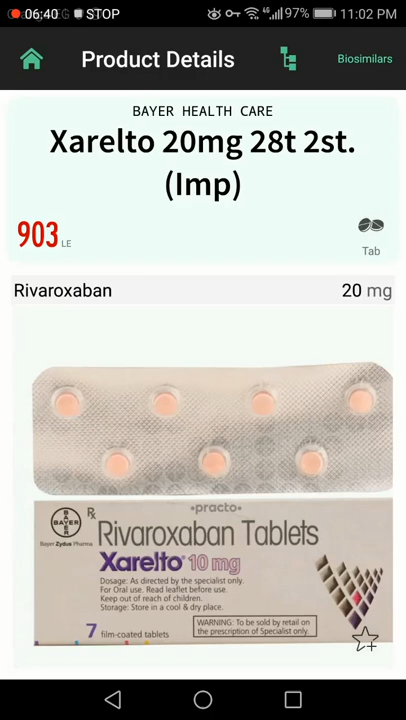 06:40 STOP
4G 97% 11:02 PM
Product Details
Biosimilars
BAYER HEALTH CARE
Xarelto 20mg 28t 2st.
(Imp)
903 LE
Tab
Rivaroxaban 20 mg
•practo•
BAYER
BAYER
Rx
Rivaroxaban Tablets
Bayer Zydus Pharma
Xarelto® 10 mg
Dosage: As directed by the specialist only.
For Oral use. Read leaflet before use.
Keep out of reach of children.
Storage: Store in a cool & dry place.
7 film-coated tablets
WARNING: To be sold by retail on
the prescription of Specialist only.